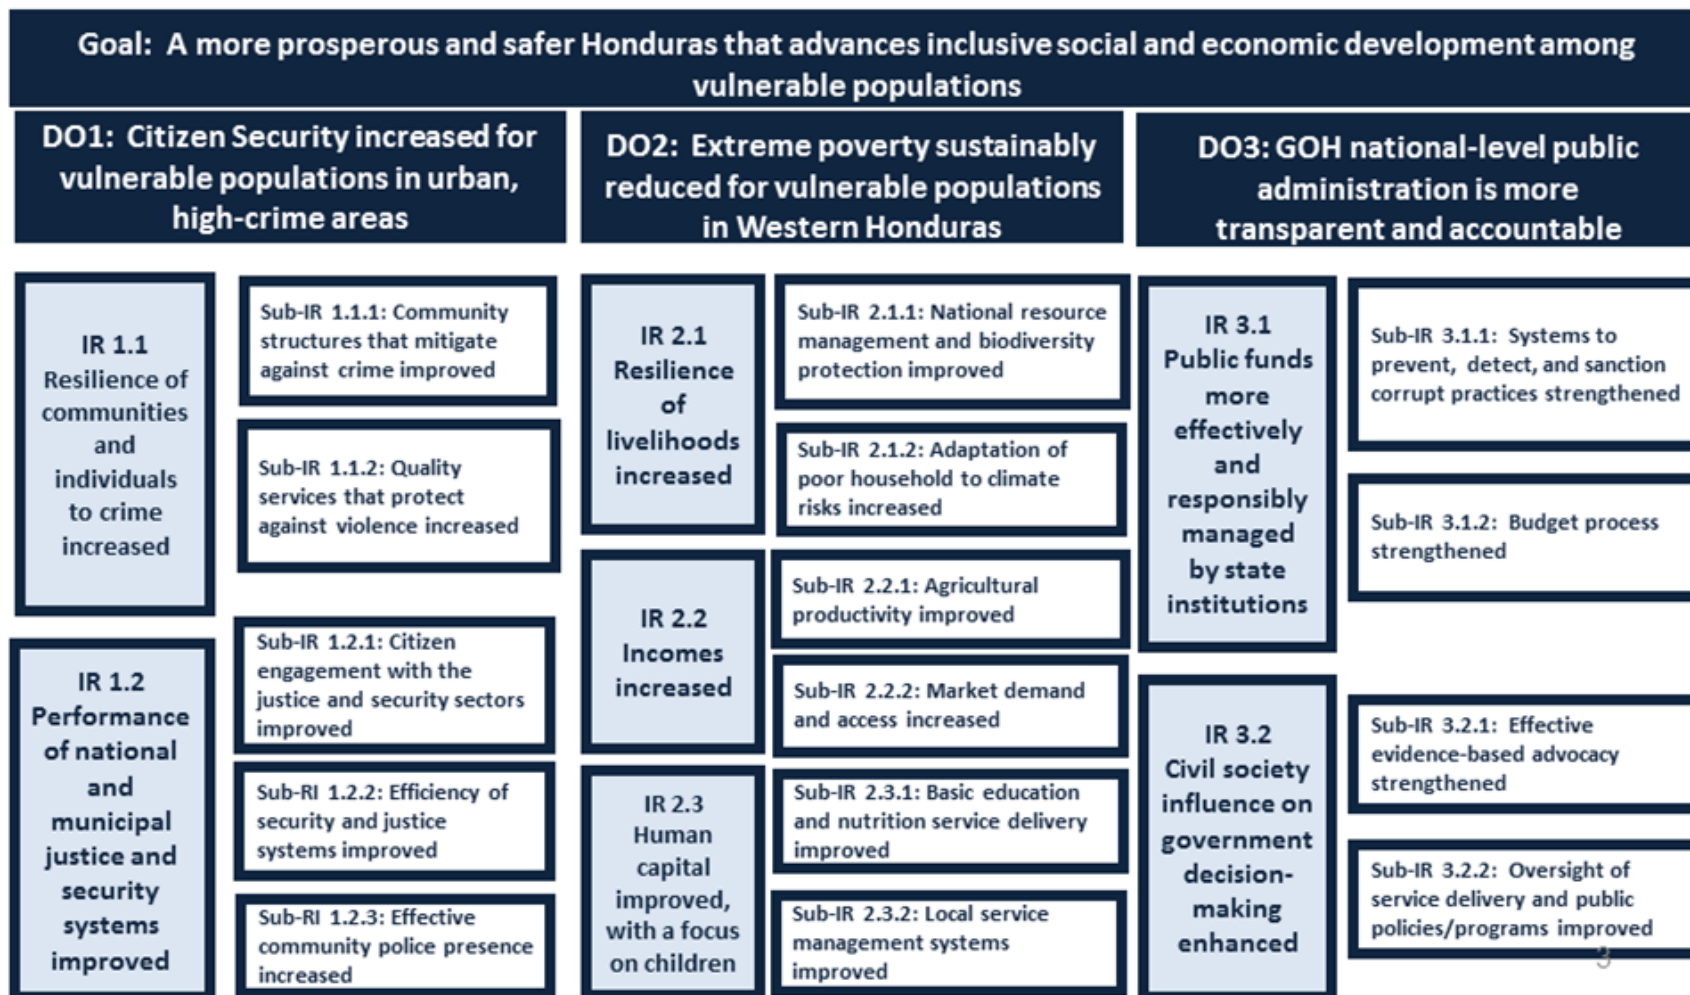 Goal:  A more prosperous and safer Honduras that advances inclusive social and economic development among
vulnerable populations
DO1:  Citizen Security increased for
vulnerable populations in urban,
high-crime areas
IR 1.1
Resilience of
communities
and
individuals
to crime
increased
Sub-IR 1.1.1: Community
structures that mitigate
against crime improved
Sub-IR 1.1.2: Quality
services that protect
against violence increased
IR 1.2
Performance
of national
and
municipal
justice and
security
systems
improved
Sub-IR 1.2.1: Citizen
engagement with the
justice and security sectors
improved
Sub-RI 1.2.2: Efficiency of
security and justice
systems improved
Sub-RI 1.2.3: Effective
community police presence
increased
DO2:  Extreme poverty sustainably
reduced for vulnerable populations
in Western Honduras
IR 2.1
Resilience
of
livelihoods
increased
Sub-IR 2.1.1: National resource
management and biodiversity
protection improved
Sub-IR 2.1.2: Adaptation of
poor household to climate
risks increased
IR 2.2
Incomes
increased
Sub-IR 2.2.1: Agricultural
productivity improved
Sub-IR 2.2.2: Market demand
and access increased
IR 2.3
Human
capital
improved,
with a focus
on children
Sub-IR 2.3.1: Basic education
and nutrition service delivery
improved
Sub-IR 2.3.2: Local service
management systems
improved
DO3: GOH national-level public
administration is more
transparent and accountable
IR 3.1
Public funds
more
effectively
and
responsibly
managed
by state
institutions
Sub-IR 3.1.1:  Systems to
prevent, detect, and sanction
corrupt practices strengthened
Sub-IR 3.1.2:  Budget process
strengthened
IR 3.2
Civil society
influence on
government
decision-
making
enhanced
Sub-IR 3.2.1:  Effective
evidence-based advocacy
strengthened
Sub-IR 3.2.2:  Oversight of
service delivery and public
policies/programs improved
3